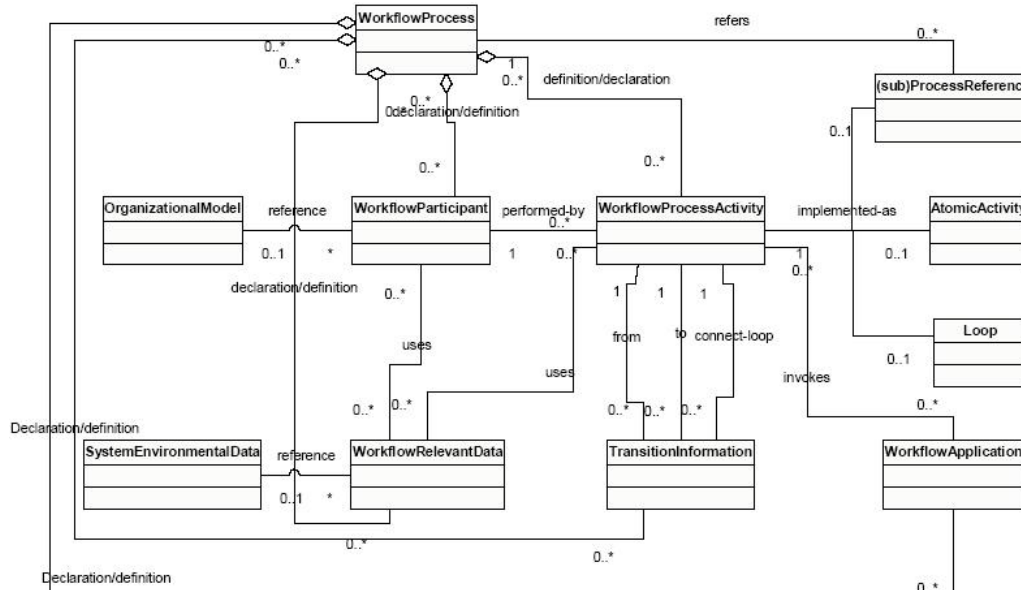 WorkflowProcess
refers
0..*
0..*
0..*
1
0..*
definition/declaration
(sub)ProcessReferenc
0..*
0..*
declaration/definition
0..1
0..*
0..*
OrganizationalModel
reference
WorkflowParticipant
performed-by
0..*
WorkflowProcessActivity
implemented-as
AtomicActivity
0..1
*
1
0..*
1
0..*
0..1
declaration/definition
0..*
1
1
1
from
to
connect-loop
Loop
uses
0..1
uses
invokes
0..*
0..*
0..*
0..*
0..*
0..*
Declaration/definition
SystemEnvironmentalData
reference
WorkflowRelevantData
TransitionInformation
WorkflowApplication
0..1
*
0..*
0..*
Declaration/definition
0..*